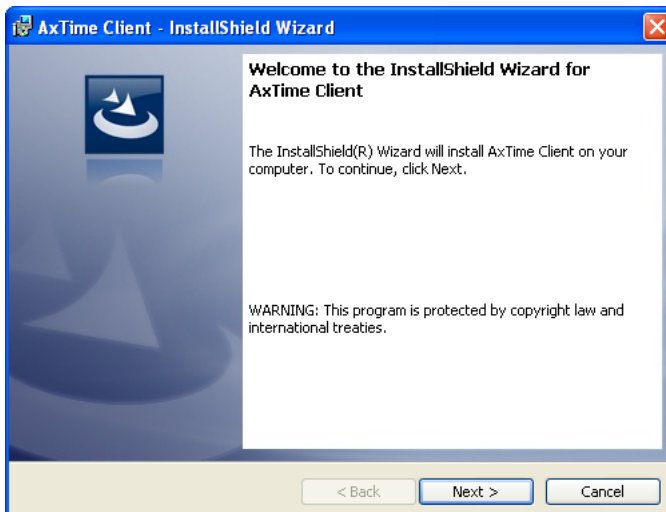 AxTime Client - InstallShield Wizard
Welcome to the InstallShield Wizard for
AxTime Client
The InstallShield(R) Wizard will install AxTime Client on your
computer. To continue, click Next.
WARNING: This program is protected by copyright law and
international treaties.
< Back
Next >
Cancel